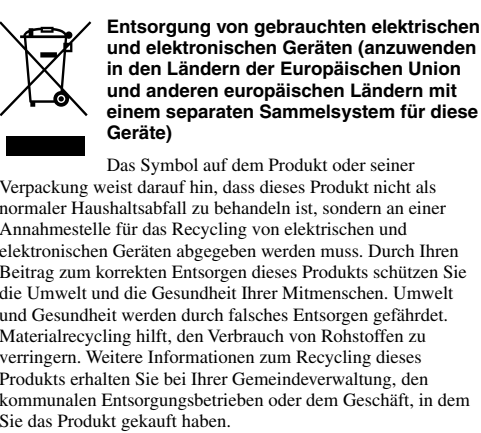 Entsorgung von gebrauchten elektrischen
und elektronischen Geräten (anzuwenden
in den Ländern der Europäischen Union
und anderen europäischen Ländern mit
einem separaten Sammelsystem für diese
Geräte)
Das Symbol auf dem Produkt oder seiner
Verpackung weist darauf hin, dass dieses Produkt nicht als
normaler Haushaltsabfall zu behandeln ist, sondern an einer
Annahmestelle für das Recycling von elektrischen und
elektronischen Geräten abgegeben werden muss. Durch Ihren
Beitrag zum korrekten Entsorgen dieses Produkts schützen Sie
die Umwelt und die Gesundheit Ihrer Mitmenschen. Umwelt
und Gesundheit werden durch falsches Entsorgen gefährdet.
Materialrecycling hilft, den Verbrauch von Rohstoffen zu
verringern. Weitere Informationen zum Recycling dieses
Produkts erhalten Sie bei Ihrer Gemeindeverwaltung, den
kommunalen Entsorgungsbetrieben oder dem Geschäft, in dem
Sie das Produkt gekauft haben.